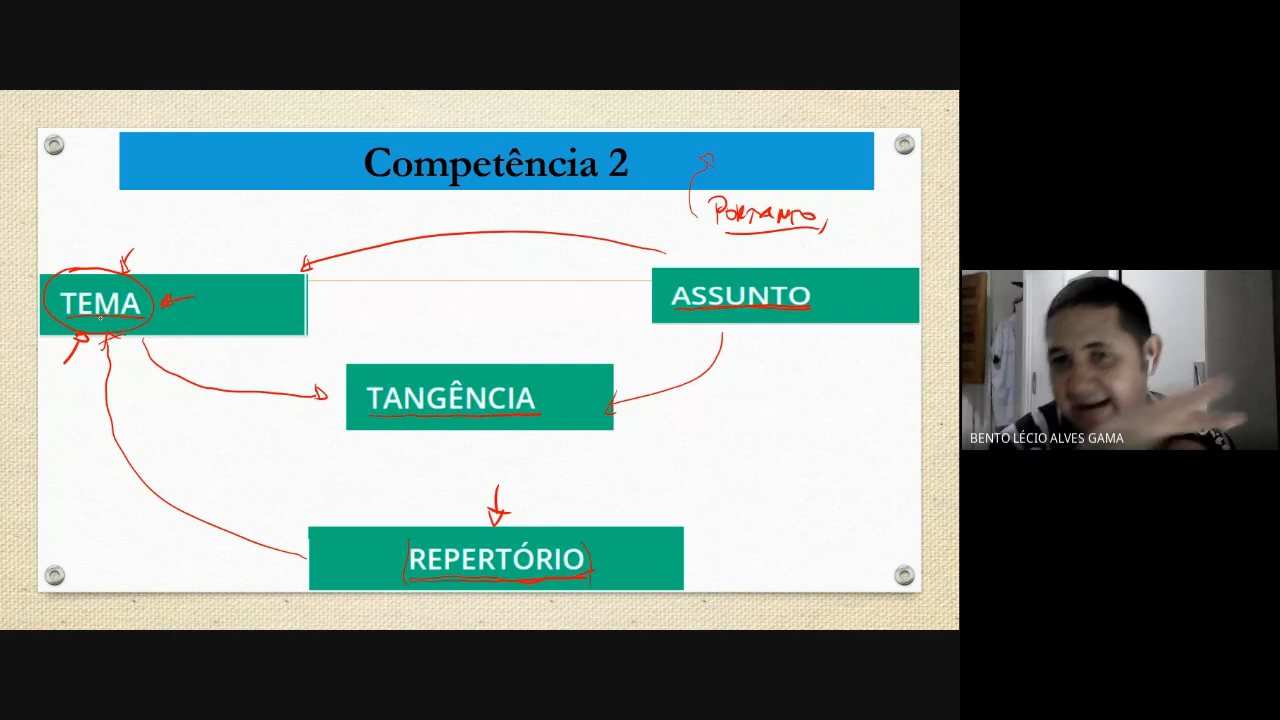 Competência 2
PORTANTO,
TEMA
ASSUNTO
TANGÊNCIA
REPERTÓRIO
BENTO LÉCIO ALVES GAMA